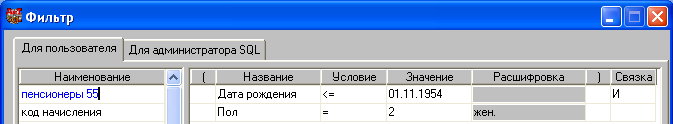 Фильтр
Для пользователя Для администратора SQL
Наименование ( Название Условие Значение Расшифровка ) Связка
пенсионеры 55 Дата рождения <= 01.11.1954 И
код начисления Пол = 2 жен.